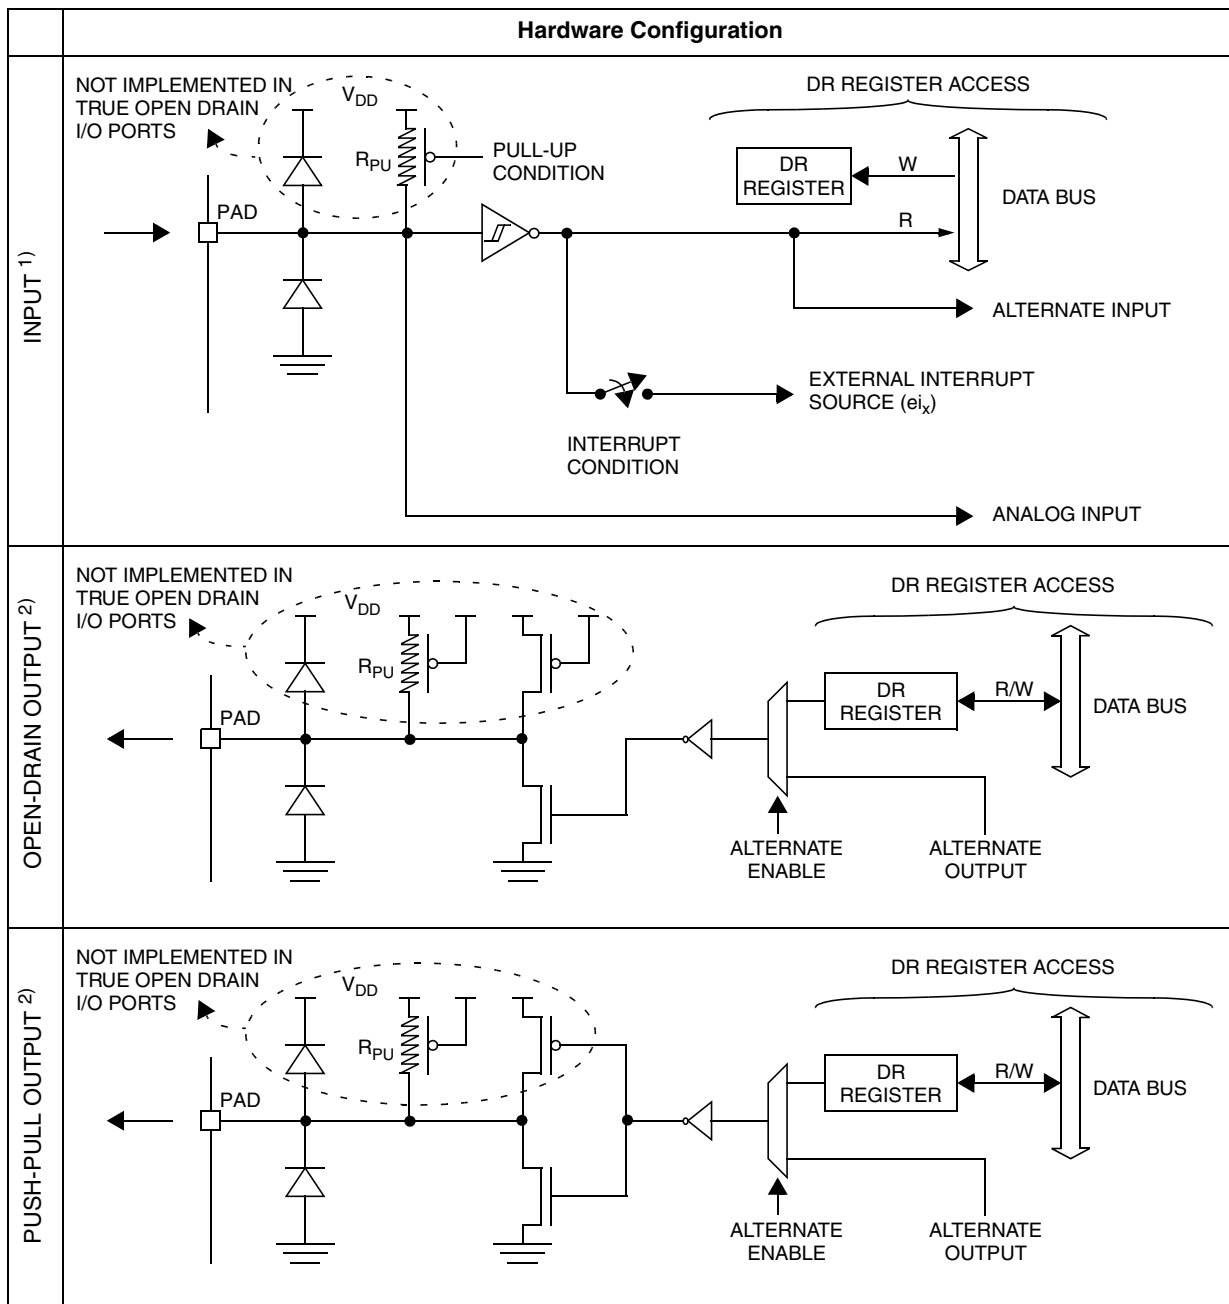 Hardware Configuration
INPUT 1)
NOT IMPLEMENTED IN
TRUE OPEN DRAIN
I/O PORTS
VDD
RPU
PULL-UP
CONDITION
PAD
DR REGISTER ACCESS
DR
REGISTER
W
R
DATA BUS
ALTERNATE INPUT
EXTERNAL INTERRUPT
SOURCE (eix)
INTERRUPT
CONDITION
ANALOG INPUT
OPEN-DRAIN OUTPUT 2)
NOT IMPLEMENTED IN
TRUE OPEN DRAIN
I/O PORTS
VDD
RPU
PAD
DR REGISTER ACCESS
DR
REGISTER
R/W
DATA BUS
ALTERNATE
ENABLE
ALTERNATE
OUTPUT
PUSH-PULL OUTPUT 2)
NOT IMPLEMENTED IN
TRUE OPEN DRAIN
I/O PORTS
VDD
RPU
PAD
DR REGISTER ACCESS
DR
REGISTER
R/W
DATA BUS
ALTERNATE
ENABLE
ALTERNATE
OUTPUT